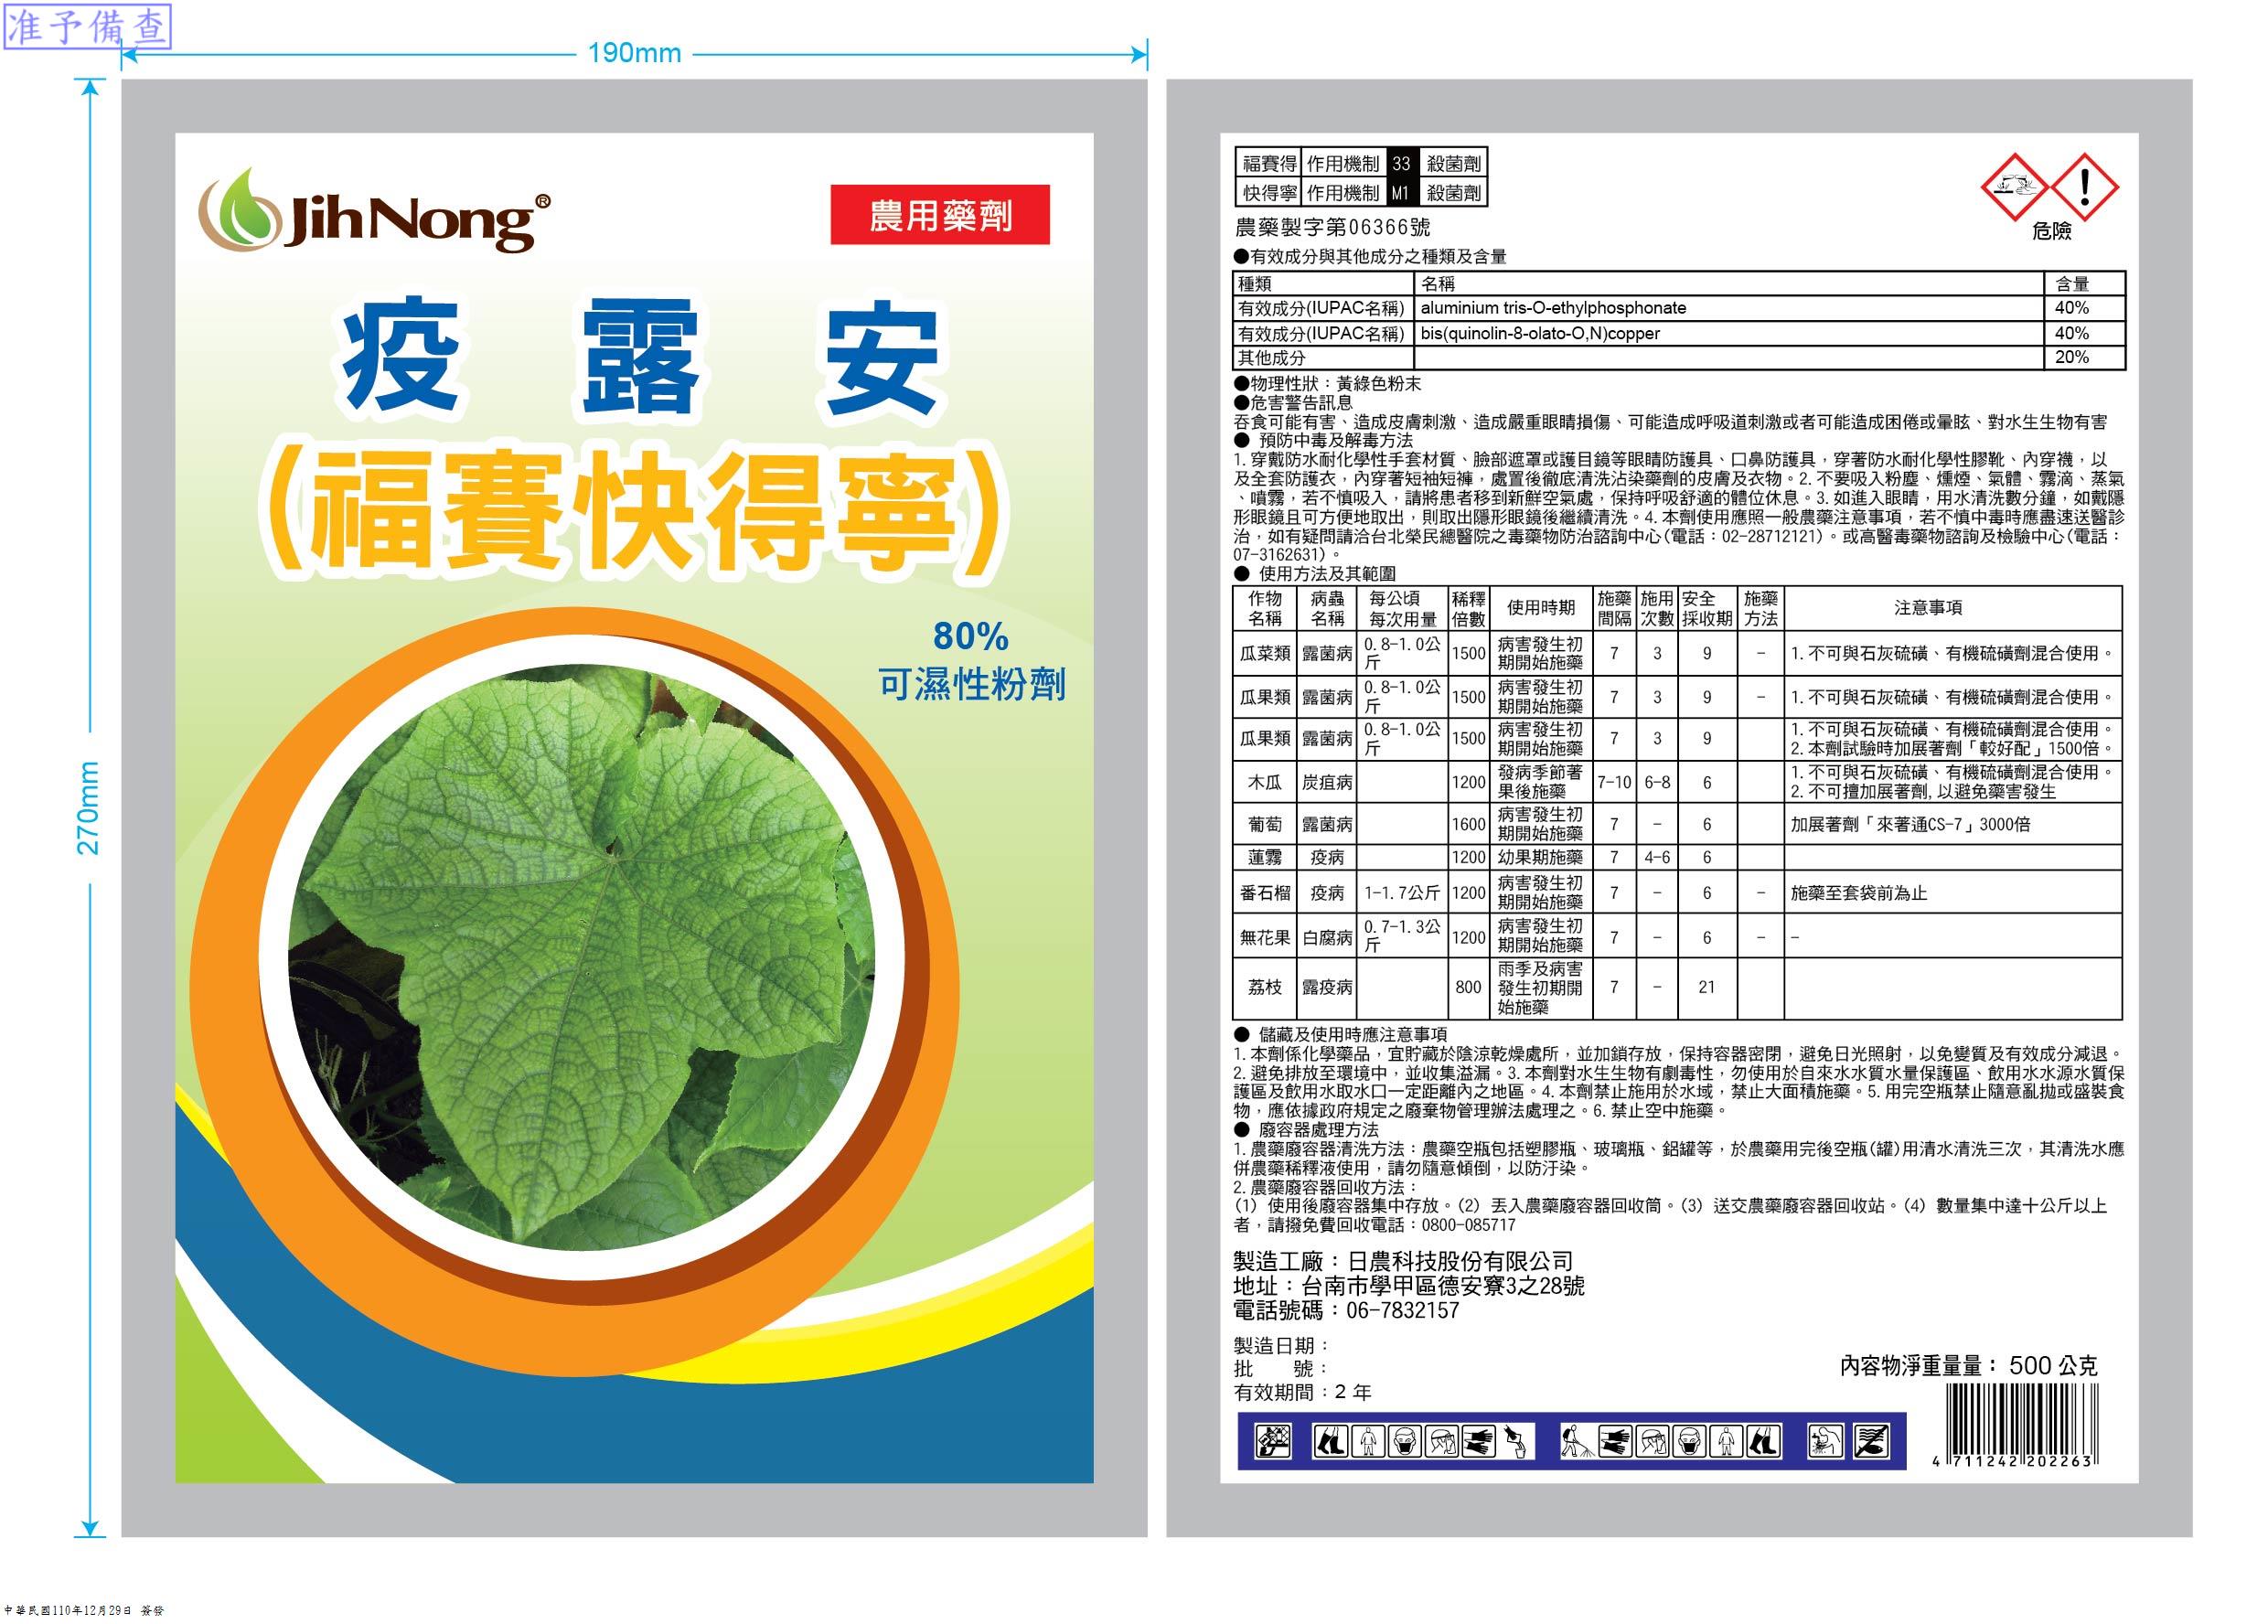 准予備查
190mm
270mm
JihNong®
農用藥劑
疫露安
(福賽快得寧)
80%
可濕性粉劑
福賽得 作用機制 33 殺菌劑
快得寧 作用機制 M1 殺菌劑
農藥製字第06366號
危險
●有效成分與其他成分之種類及含量
種類 名稱 含量
有效成分(IUPAC名稱) aluminium tris-O-ethylphosphonate 40%
有效成分(IUPAC名稱) bis(quinolin-8-olato-O,N)copper 40%
其他成分 20%
●物理性狀：黃綠色粉末
●危害警告訊息
吞食可能有害、造成皮膚刺激、造成嚴重眼睛損傷、可能造成呼吸道刺激或者可能造成困倦或暈眩、對水生生物有害
● 預防中毒及解毒方法
1. 穿戴防水耐化學性手套材質、臉部遮罩或護目鏡等眼睛防護具、口鼻防護具，穿著防水耐化學性膠靴、內穿襪，以
及全套防護衣，內穿著短袖短褲，處置後徹底清洗沾染藥劑的皮膚及衣物。2. 不要吸入粉塵、燻煙、氣體、霧滴、蒸氣
、噴霧，若不慎吸入，請將患者移到新鮮空氣處，保持呼吸舒適的體位休息。3. 如進入眼睛，用水清洗數分鐘，如戴隱
形眼鏡且可方便地取出，則取出隱形眼鏡後繼續清洗。4. 本劑使用應照一般農藥注意事項，若不慎中毒時應盡速送醫診
治，如有疑問請洽台北榮民總醫院之毒藥物防治諮詢中心(電話：02-28712121)。或高醫毒藥物諮詢及檢驗中心(電話：
07-3162631)。
● 使用方法及其範圍
作物名稱 病蟲名稱 每公頃每次用量 稀釋倍數 使用時期 施藥間隔 施用次數 安全採收期 施藥方法 注意事項
瓜菜類 露菌病 0.8-1.0公斤 1500 病害發生初期開始施藥 7 3 9 - 1. 不可與石灰硫磺、有機硫磺劑混合使用。
瓜果類 露菌病 0.8-1.0公斤 1500 病害發生初期開始施藥 7 3 9 - 1. 不可與石灰硫磺、有機硫磺劑混合使用。
瓜果類 露菌病 0.8-1.0公斤 1500 病害發生初期開始施藥 7 3 9 1. 不可與石灰硫磺、有機硫磺劑混合使用。
2. 本劑試驗時加展著劑「較好配」1500倍。
木瓜 炭疽病 1200 發病季節著果後施藥 7-10 6-8 6 1. 不可與石灰硫磺、有機硫磺劑混合使用。
2. 不可擅加展著劑, 以避免藥害發生
葡萄 露菌病 1600 病害發生初期開始施藥 7 - 6 加展著劑「來著通CS-7」3000倍
蓮霧 疫病 1200 幼果期施藥 7 4-6 6
番石榴 疫病 1-1.7公斤 1200 病害發生初期開始施藥 7 - 6 - 施藥至套袋前為止
無花果 白腐病 0.7-1.3公斤 1200 病害發生初期開始施藥 7 - 6 - -
荔枝 露疫病 800 雨季及病害發生初期開始施藥 7 - 21
● 儲藏及使用時應注意事項
1. 本劑係化學藥品，宜貯藏於陰涼乾燥處所，並加鎖存放，保持容器密閉，避免日光照射，以免變質及有效成分減退。
2. 避免排放至環境中，並收集溢漏。3. 本劑對水生生物有劇毒性，勿使用於自來水水質水量保護區、飲用水水源水質保
護區及飲用水取水口一定距離內之地區。4. 本劑禁止施用於水域，禁止大面積施藥。5. 用完空瓶禁止隨意亂拋或盛裝食
物，應依據政府規定之廢棄物管理辦法處理之。6. 禁止空中施藥。
● 廢容器處理方法
1. 農藥廢容器清洗方法：農藥空瓶包括塑膠瓶、玻璃瓶、鋁罐等，於農藥用完後空瓶(罐)用清水清洗三次，其清洗水應
併農藥稀釋液使用，請勿隨意傾倒，以防汙染。
2. 農藥廢容器回收方法：
(1) 使用後廢容器集中存放。(2) 丟入農藥廢容器回收筒。(3) 送交農藥廢容器回收站。(4) 數量集中達十公斤以上
者，請撥免費回收電話：0800-085717
製造工廠：日農科技股份有限公司
地址：台南市學甲區德安寮3之28號
電話號碼：06-7832157
製造日期：
批　　號：
有效期間：2 年
內容物淨重量量： 500 公克
4 711242 202263
中華民國110年12月29日 簽發